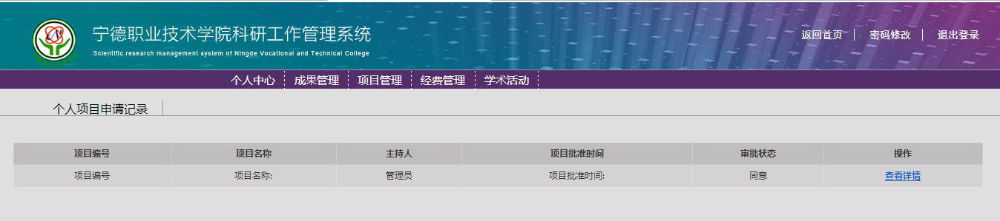 宁德职业技术学院科研工作管理系统
Scientific research management system of Ningde Vocational and Technical College
返回首页 密码修改 退出登录
个人中心 成果管理 项目管理 经费管理 学术活动
个人项目申请记录
项目编号 项目名称 主持人 项目批准时间 审批状态 操作
项目编号 项目名称: 管理员 项目批准时间: 同意 查看详情